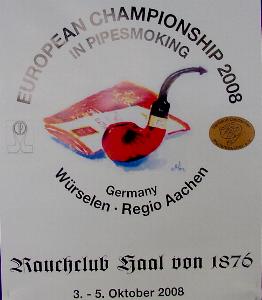 EUROPEAN CHAMPIONSHIP 2008
IN PIPESMOKING
Germany
Würselen · Regio Aachen
Rauchclub Haal von 1876
3. - 5. Oktober 2008